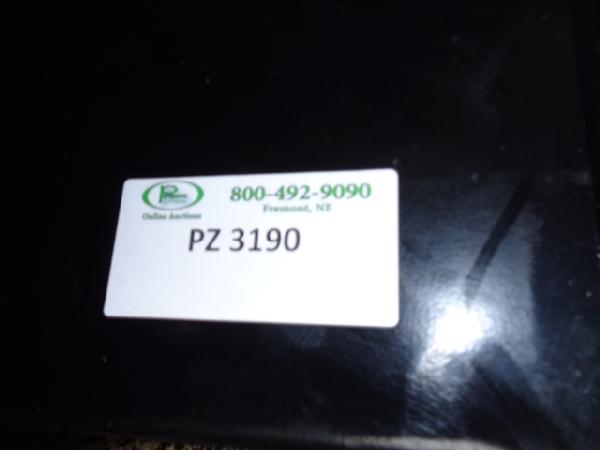 800-492-9090
Fremont, NE
Online Auctions
PZ 3190